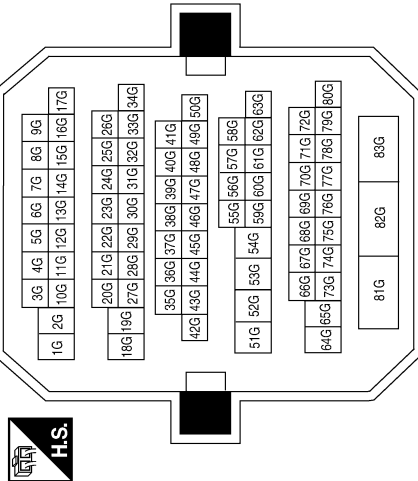 1G 2G 3G 4G 5G 6G 7G 8G 9G
10G 11G 12G 13G 14G 15G 16G 17G
18G 19G 20G 21G 22G 23G 24G 25G 26G
27G 28G 29G 30G 31G 32G 33G 34G
35G 36G 37G 38G 39G 40G 41G
42G 43G 44G 45G 46G 47G 48G 49G 50G
51G 52G 53G 54G 55G 56G 57G 58G
59G 60G 61G 62G 63G
64G 65G 66G 67G 68G 69G 70G 71G 72G
73G 74G 75G 76G 77G 78G 79G 80G
81G 82G 83G
H.S.